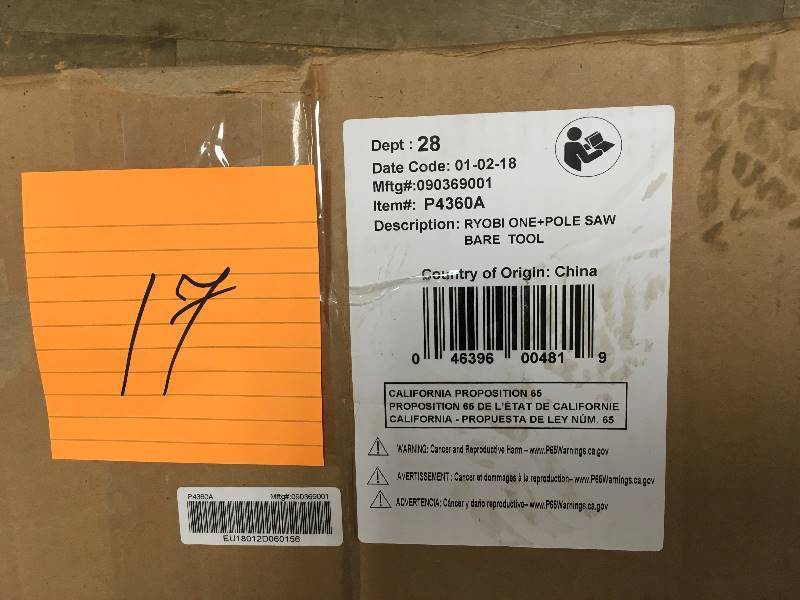 17
Dept : 28
Date Code: 01-02-18
Mftg#:090369001
Item#: P4360A
Description: RYOBI ONE+POLE SAW
BARE TOOL
Country of Origin: China
0 46396 00481 9
CALIFORNIA PROPOSITION 65
PROPOSITION 65 DE L'ÉTAT DE CALIFORNIE
CALIFORNIA - PROPUESTA DE LEY NÚM. 65
WARNING: Cancer and Reproductive Harm – www.P65Warnings.ca.gov
AVERTISSEMENT : Cancer et dommages à la reproduction– www.P65Warnings.ca.gov
ADVERTENCIA: Cáncer y daño reproductivo– www.P65Warnings.ca.gov
P4360A Mftg#:090369001
EU18012D060156